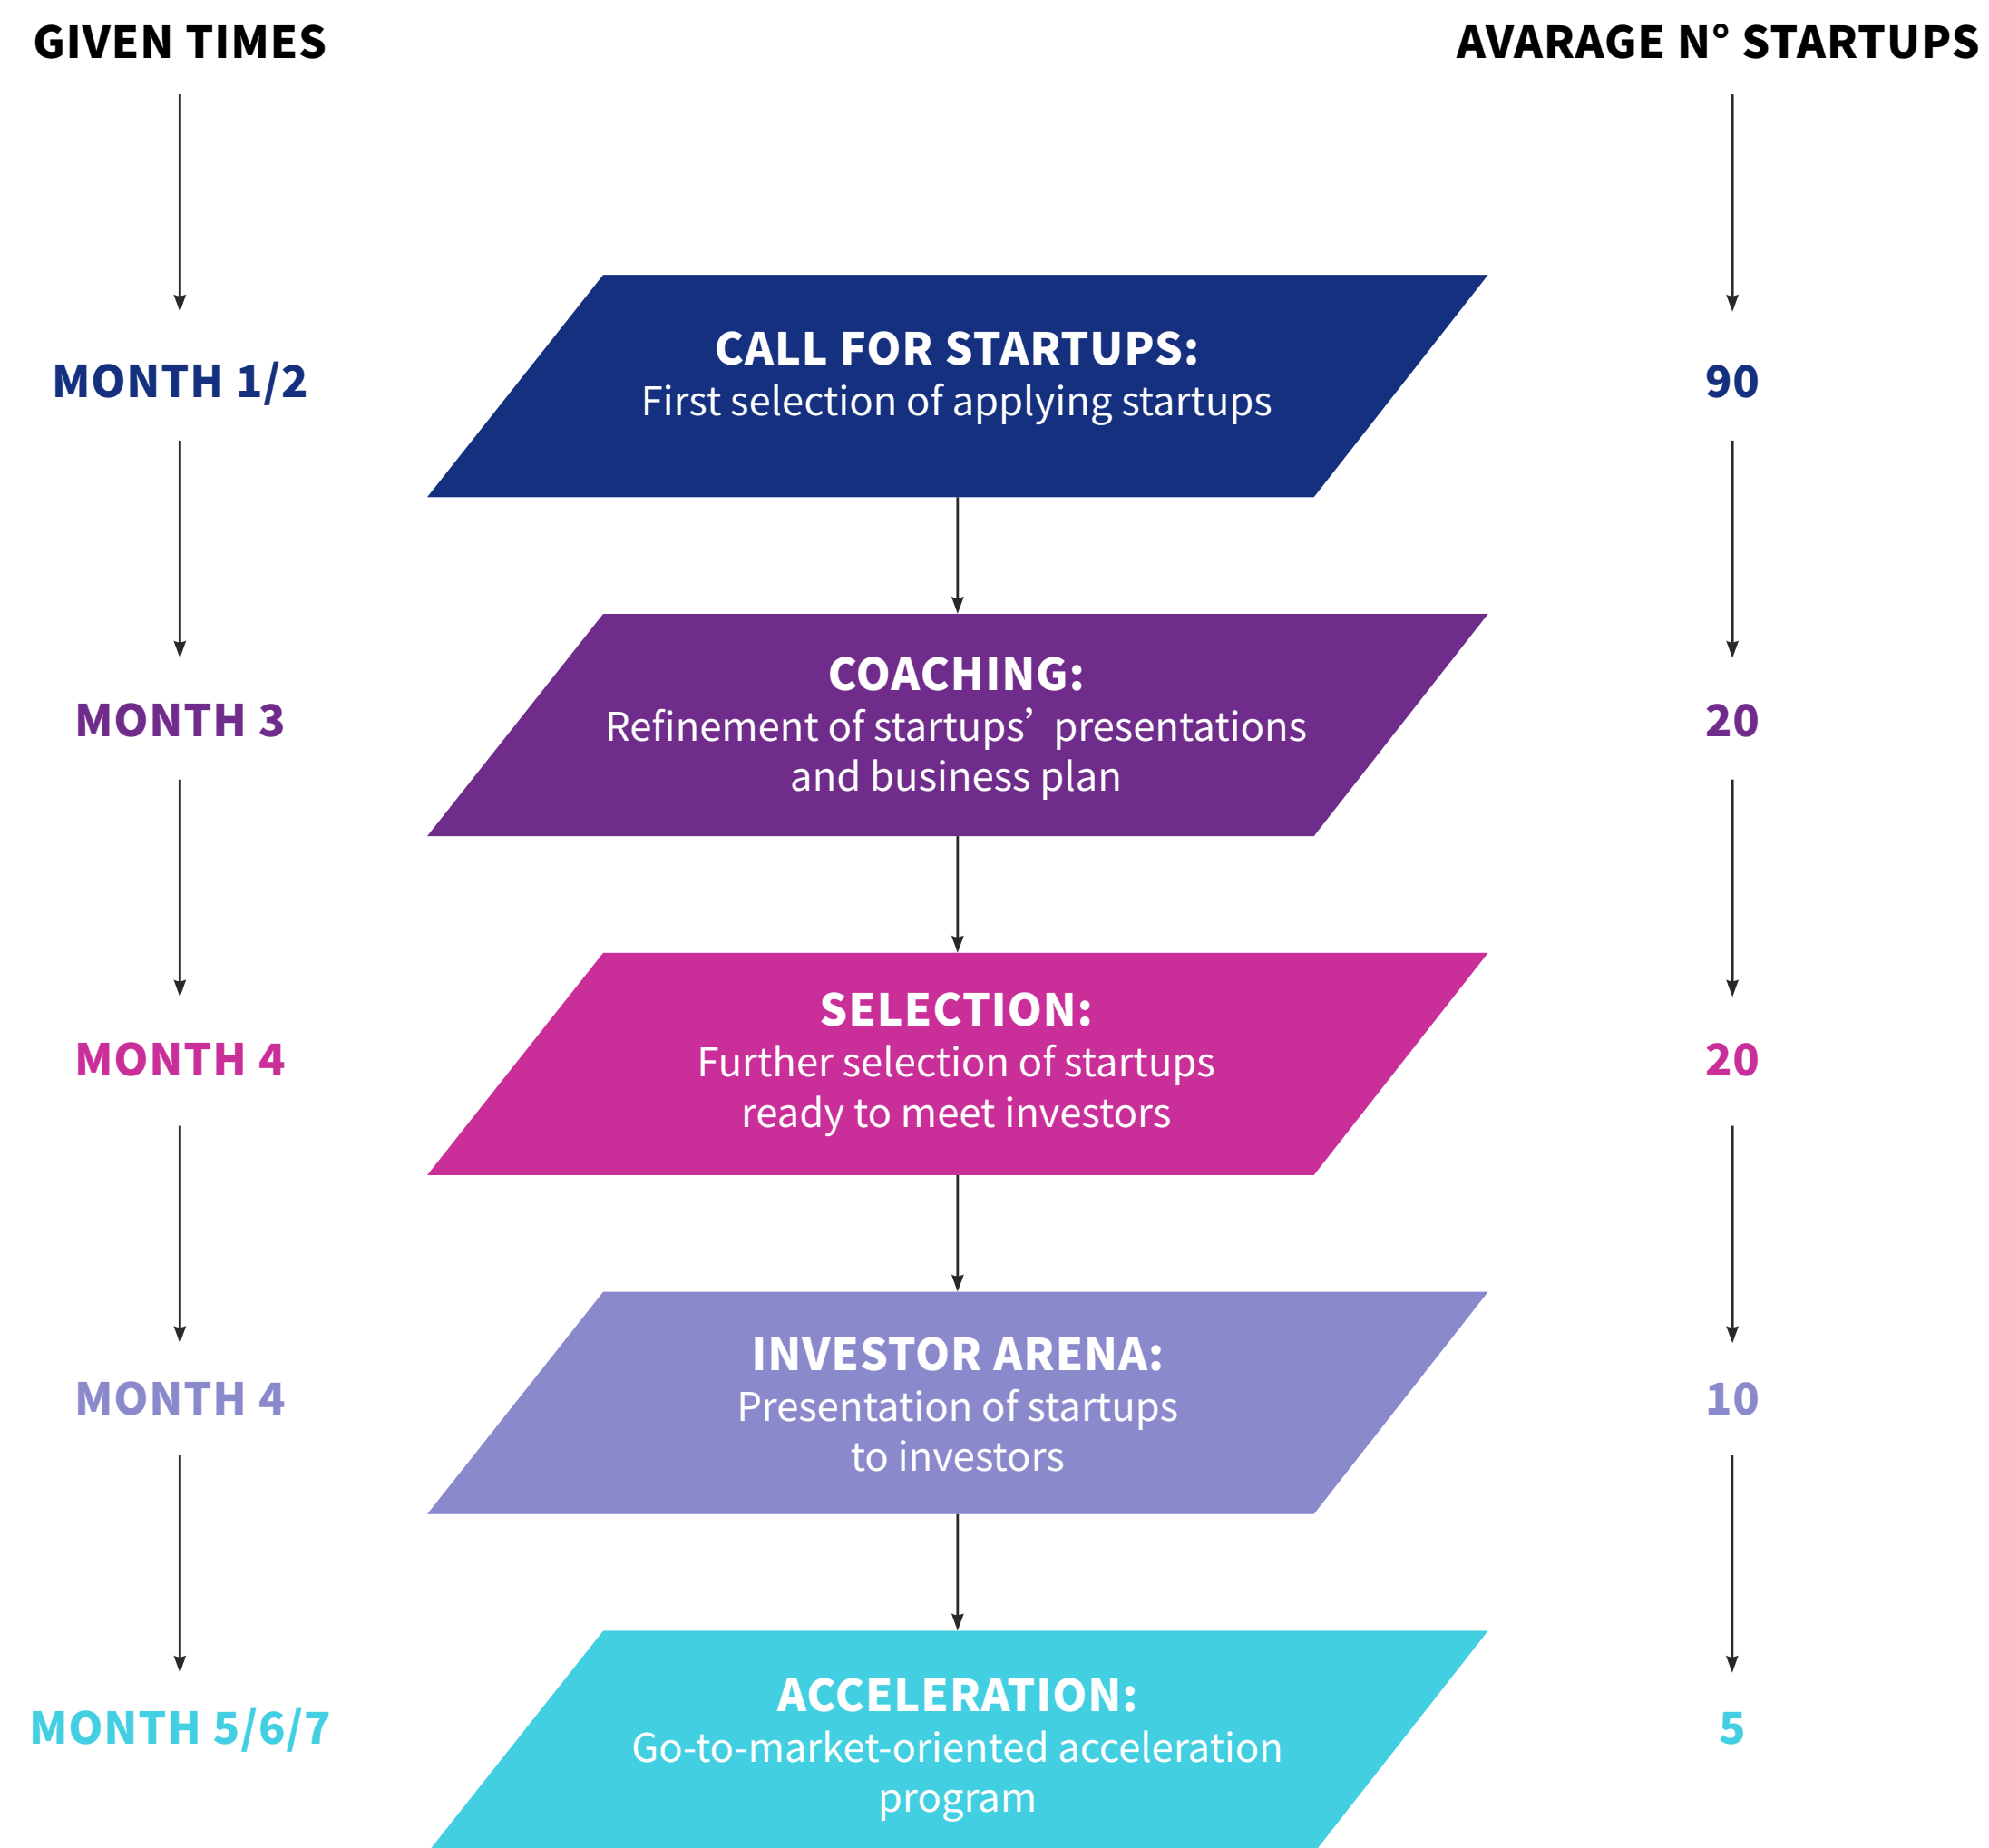 GIVEN TIMES
AVARAGE N° STARTUPS
MONTH 1/2
CALL FOR STARTUPS:
First selection of applying startups
90
MONTH 3
COACHING:
Refinement of startups’ presentations
and business plan
20
MONTH 4
SELECTION:
Further selection of startups
ready to meet investors
20
MONTH 4
INVESTOR ARENA:
Presentation of startups
to investors
10
MONTH 5/6/7
ACCELERATION:
Go-to-market-oriented acceleration
program
5